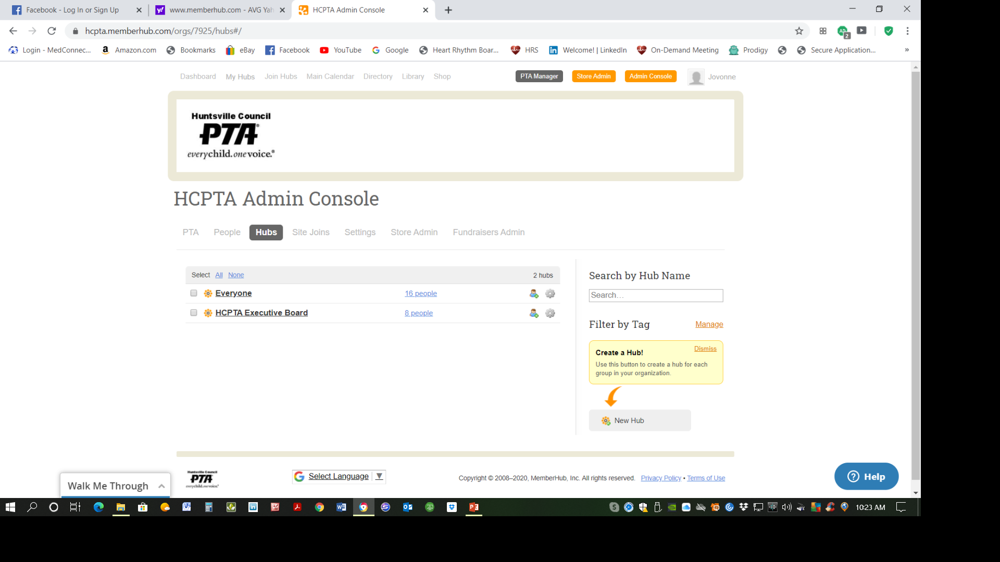 Facebook - Log In or Sign Up
www.memberhub.com - AVG Yah
HCPTA Admin Console
hcpta.memberhub.com/orgs/7925/hubs#/
2
Login - MedConnec...
Amazon.com
Bookmarks
eBay
Facebook
YouTube
Google
Heart Rhythm Boar...
HRS
Welcome! | LinkedIn
On-Demand Meeting
Prodigy
Secure Application...
»
Dashboard My Hubs Join Hubs Main Calendar Directory Library Shop
PTA Manager Store Admin Admin Console Jovonne
Huntsville Council
PTA®
everychild.onevoice.®
HCPTA Admin Console
PTA People Hubs Site Joins Settings Store Admin Fundraisers Admin
Select All None 2 hubs
Everyone 16 people
HCPTA Executive Board 8 people
Search by Hub Name
Search...
Filter by Tag Manage
Dismiss
Create a Hub!
Use this button to create a hub for each
group in your organization.
New Hub
Huntsville Council
PTA
everychild.onevoice.
Select Language ▼
Copyright © 2008–2020, MemberHub, Inc. All rights reserved. Privacy Policy • Terms of Use
Help
Walk Me Through
10:23 AM